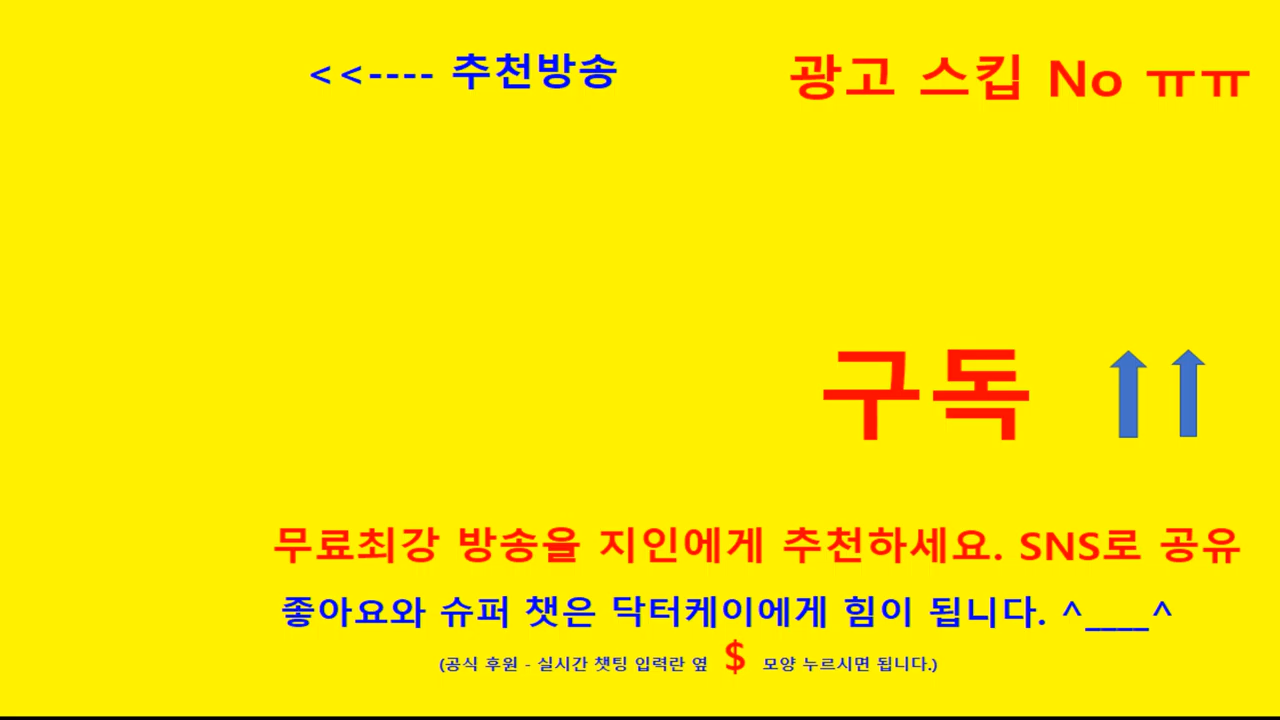 <<---- 추천방송
광고 스킵 No ㅠㅠ
구독
무료최강 방송을 지인에게 추천하세요. SNS로 공유
좋아요와 슈퍼 챗은 닥터케이에게 힘이 됩니다. ^____^
(공식 후원 - 실시간 챗팅 입력란 옆 $ 모양 누르시면 됩니다.)